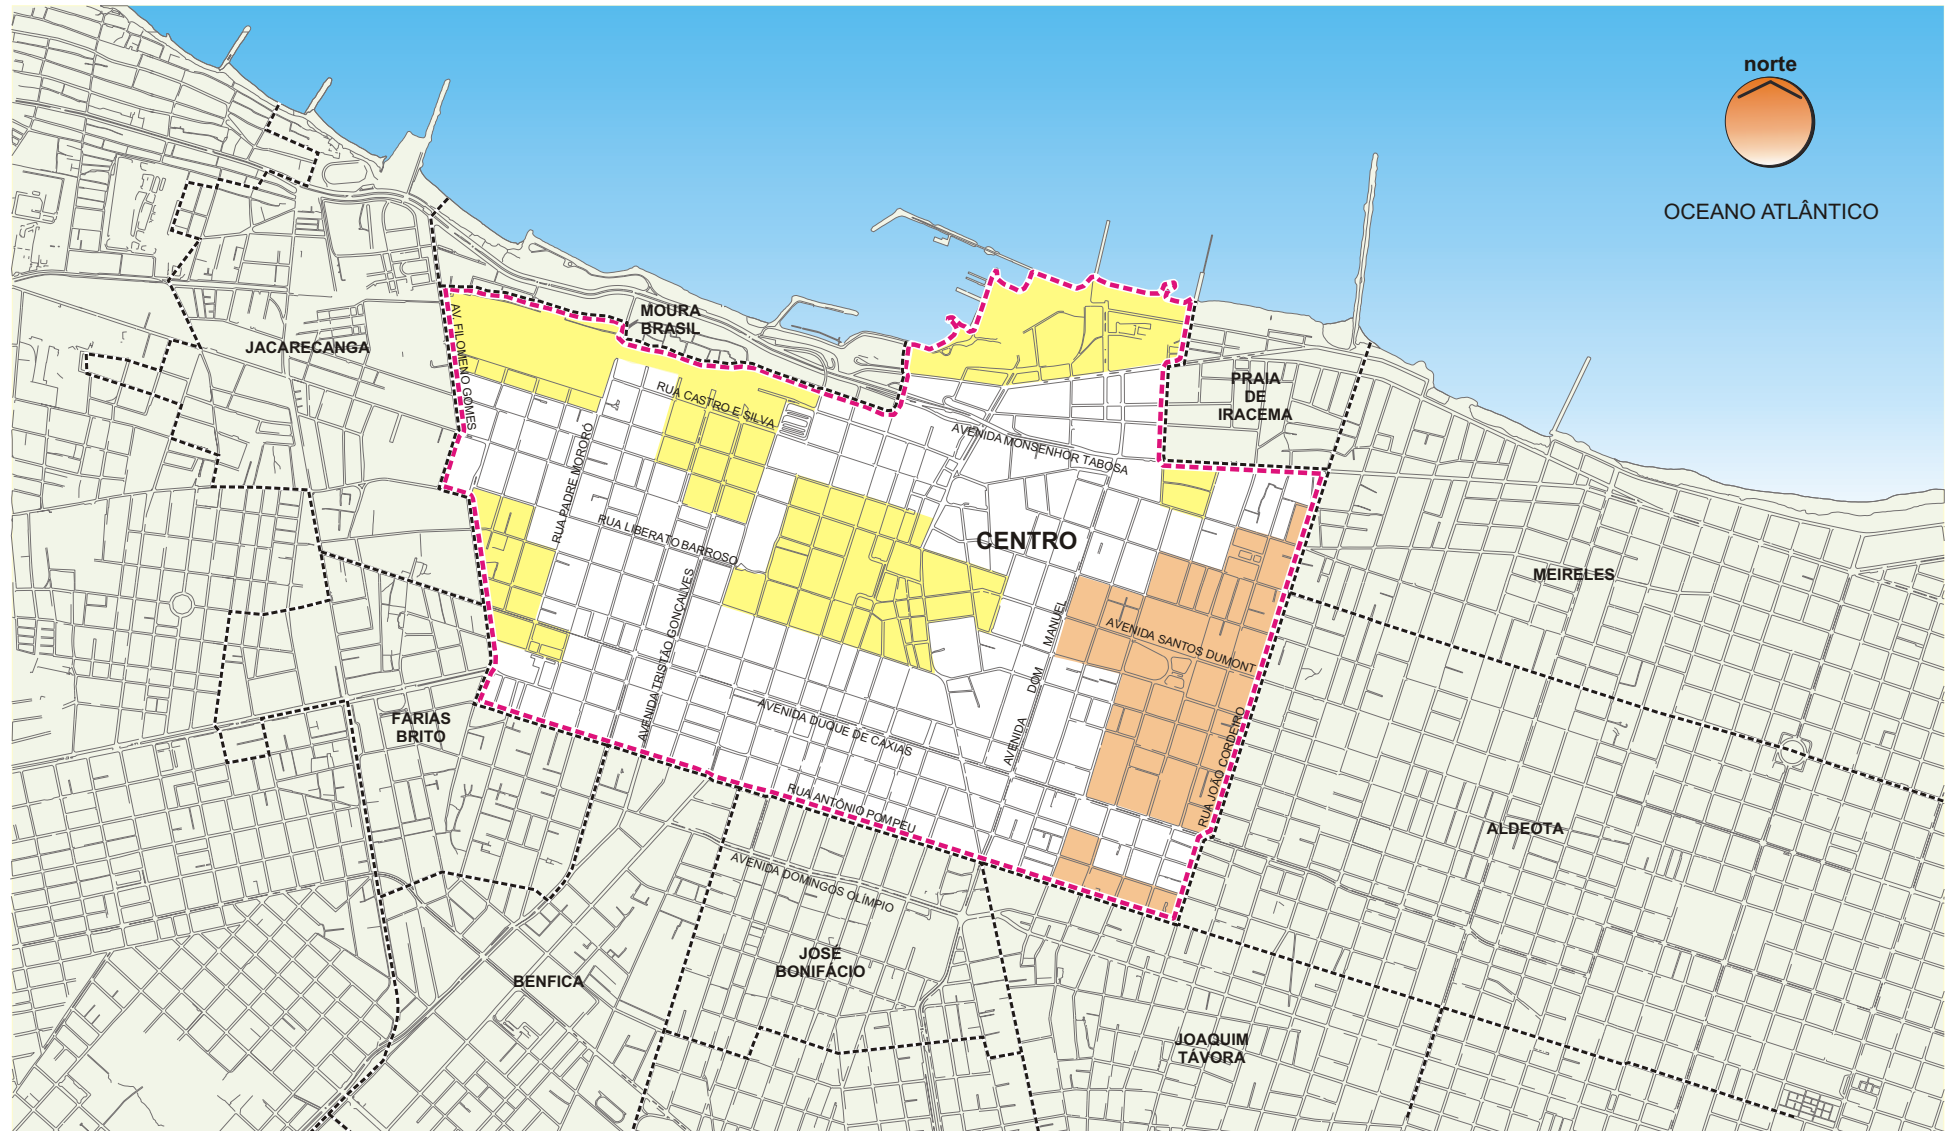 norte
OCEANO ATLÂNTICO
MOURA
BRASIL
JACARECANGA
AV. FILOMENO GOMES
PRAIA
DE
IRACEMA
RUA CASTRO E SILVA
AVENIDA MONSENHOR TABOSA
RUA PADRE MORORÓ
RUA LIBERATO BARROSO
CENTRO
MEIRELES
AVENIDA TRISTÃO GONÇALVES
AVENIDA DOM MANUEL
AVENIDA SANTOS DUMONT
FARIAS
BRITO
AVENIDA DUQUE DE CAXIAS
RUA JOÃO CORDEIRO
RUA ANTÔNIO POMPEU
ALDEOTA
AVENIDA DOMINGOS OLÍMPIO
JOSÉ
BONIFÁCIO
BENFICA
JOAQUIM
TÁVORA